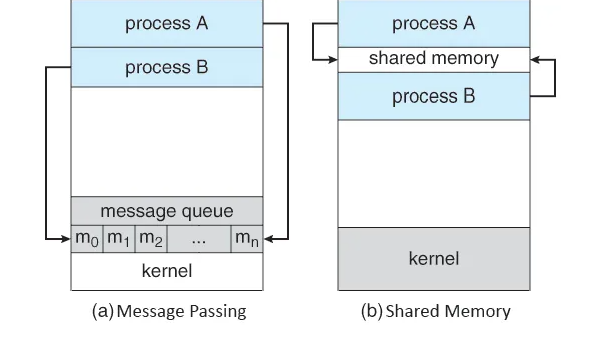 process A
process B
message queue
m0 m1 m2 ... mn
kernel
(a) Message Passing
process A
shared memory
process B
kernel
(b) Shared Memory